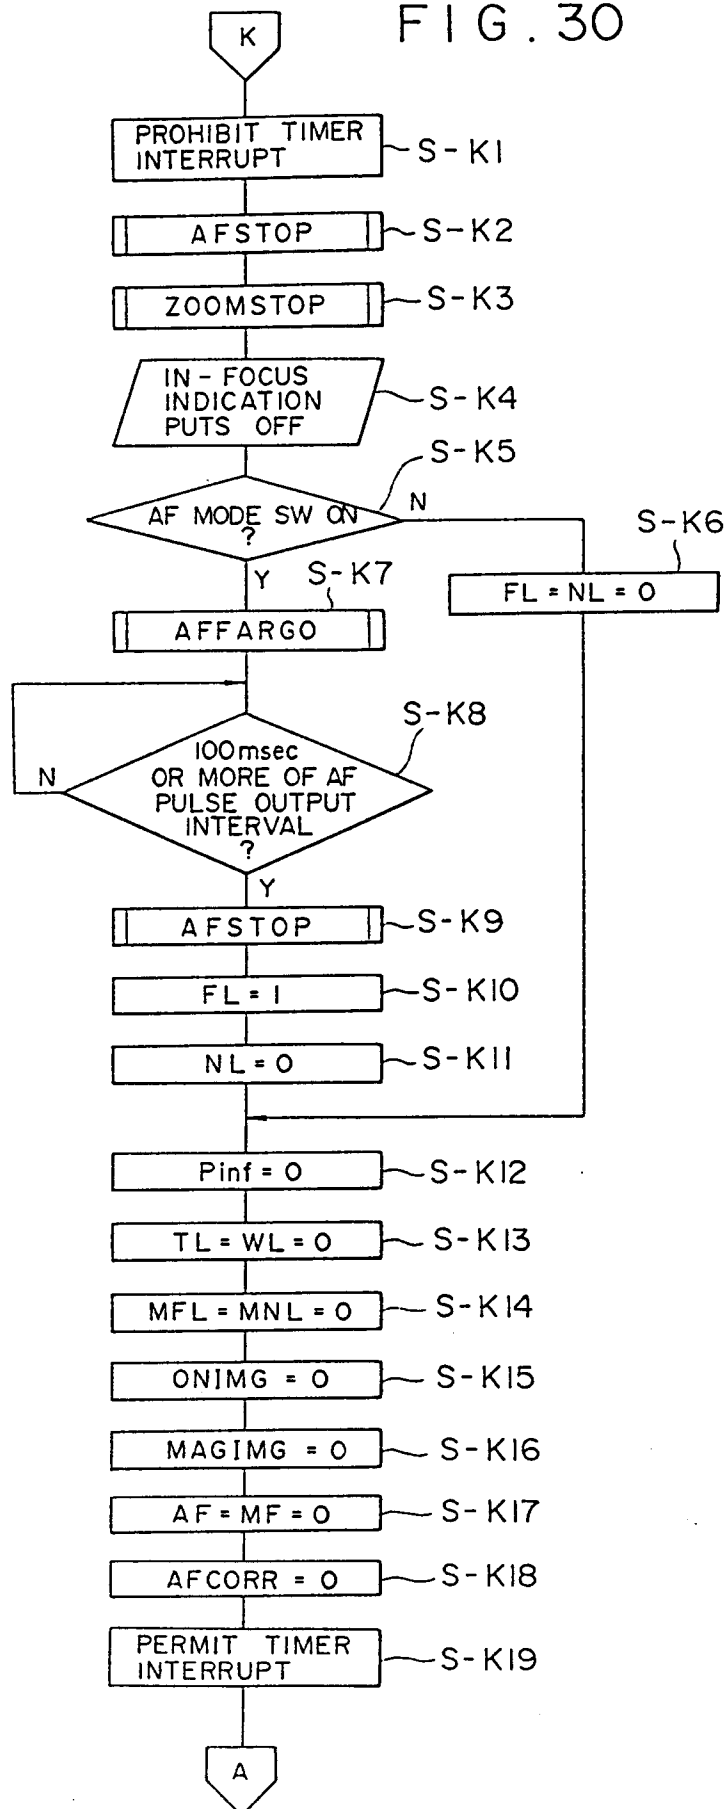 FIG. 30
K
PROHIBIT TIMER
INTERRUPT
S-K1
AFSTOP
S-K2
ZOOMSTOP
S-K3
IN-FOCUS
INDICATION
PUTS OFF
S-K4
S-K5
AF MODE SW ON
?
N
Y
S-K6
FL = NL = 0
S-K7
AFFARGO
S-K8
100msec
OR MORE OF AF
PULSE OUTPUT
INTERVAL
?
N
Y
AFSTOP
S-K9
FL = 1
S-K10
NL = 0
S-K11
Pinf = 0
S-K12
TL = WL = 0
S-K13
MFL = MNL = 0
S-K14
ONIMG = 0
S-K15
MAGIMG = 0
S-K16
AF = MF = 0
S-K17
AFCORR = 0
S-K18
PERMIT TIMER
INTERRUPT
S-K19
A